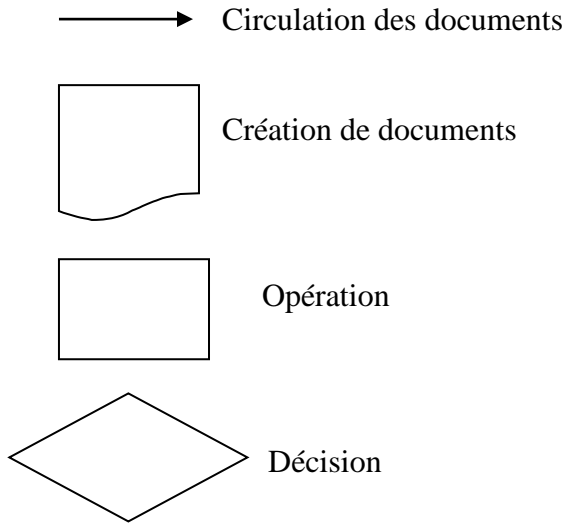 Circulation des documents
Création de documents
Opération
Décision